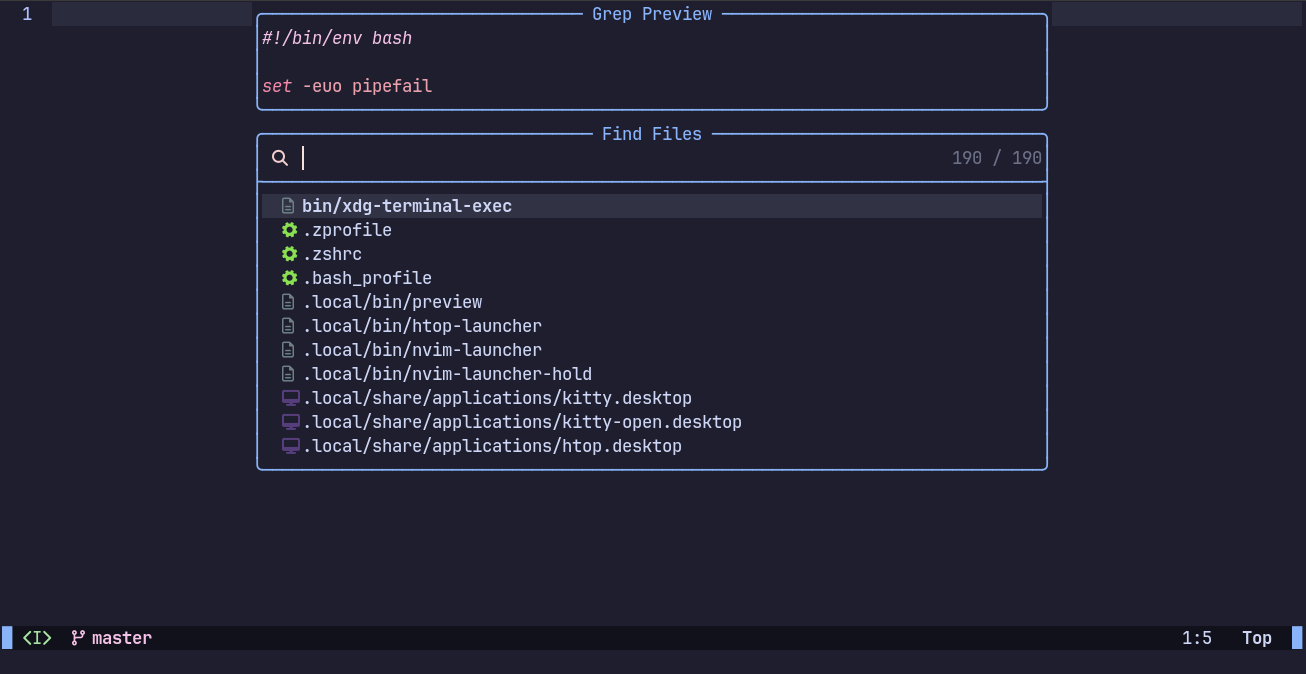 1
Grep Preview
#!/bin/env bash
set -euo pipefail
Find Files
190 / 190
bin/xdg-terminal-exec
.zprofile
.zshrc
.bash_profile
.local/bin/preview
.local/bin/htop-launcher
.local/bin/nvim-launcher
.local/bin/nvim-launcher-hold
.local/share/applications/kitty.desktop
.local/share/applications/kitty-open.desktop
.local/share/applications/htop.desktop
<I> master 1:5 Top